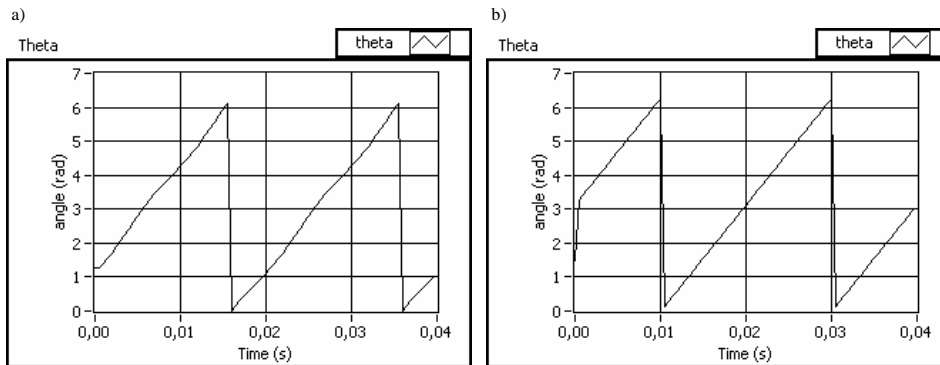 a)
Theta
theta
7
6
5
4
3
2
1
0
angle (rad)
0,00
0,01
0,02
0,03
0,04
Time (s)
b)
Theta
theta
7
6
5
4
3
2
1
0
angle (rad)
0,00
0,01
0,02
0,03
0,04
Time (s)